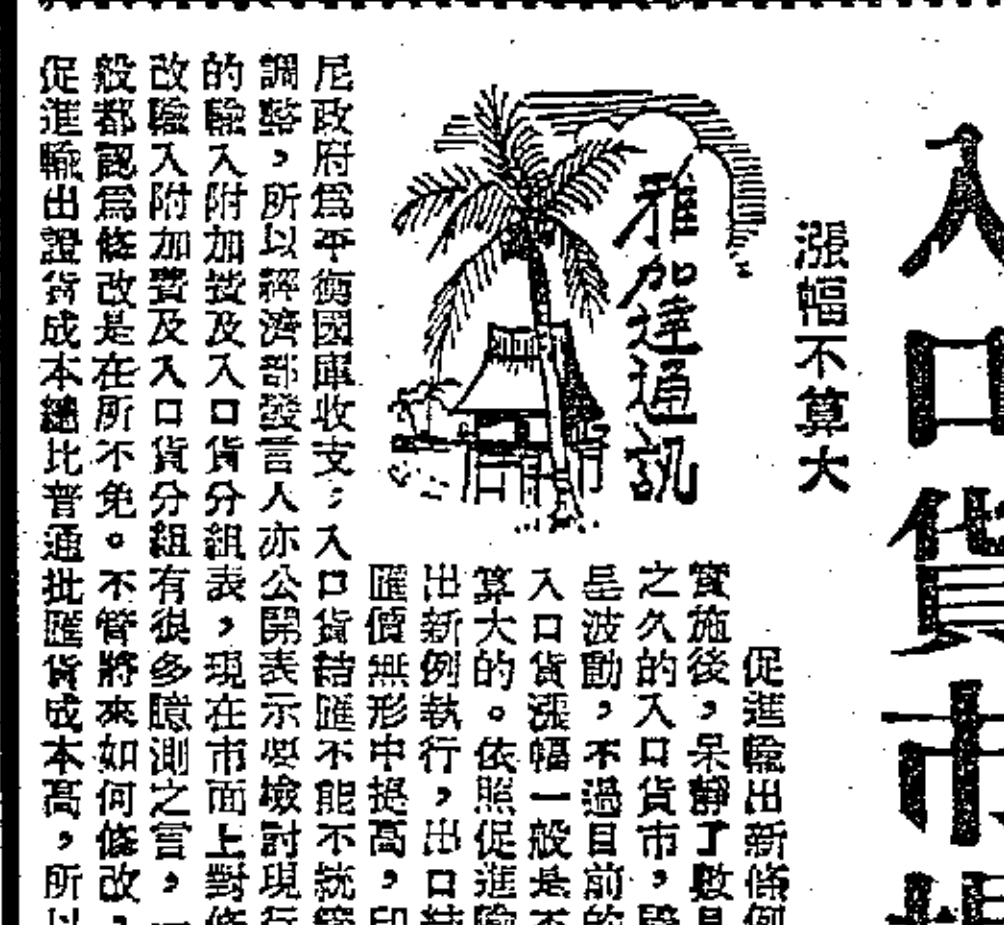 入口貨市場
漲幅不算大
雅加達通訊
促進輸出新條例
實施後，呆靜了數月
之久的入口貨市，
是波動，不過目前的
入口貨漲幅一般是不
算大的。依照促進輸
出新例執行，出口結
匯價無形中提高，印
尼政府爲平衡國庫收支，入口貨結匯不能不統籌
調整，所以經濟部發言人亦公開表示要檢討現行
的輸入附加費及入口貨分組表，現在市面上對修
改輸入附加費及入口貨分組有很多臆測之言，一
般都認爲修改是在所不免。不管將來如何修改，
促進輸出證貨成本總比普通批匯貨成本高，所以